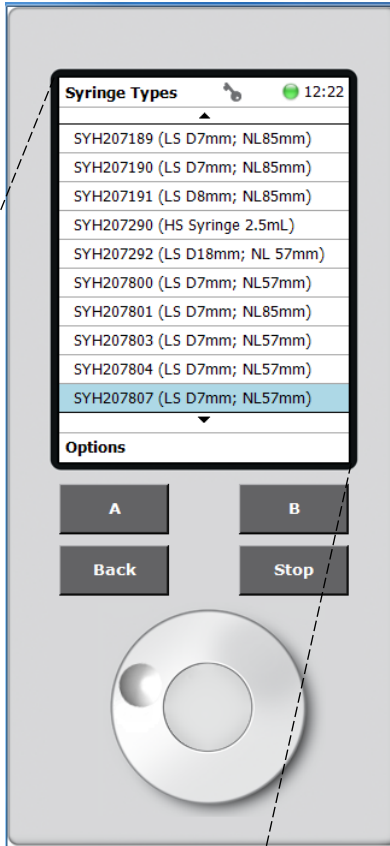 Syringe Types 12:22
SYH207189 (LS D7mm; NL85mm)
SYH207190 (LS D7mm; NL85mm)
SYH207191 (LS D8mm; NL85mm)
SYH207290 (HS Syringe 2.5mL)
SYH207292 (LS D18mm; NL 57mm)
SYH207800 (LS D7mm; NL57mm)
SYH207801 (LS D7mm; NL85mm)
SYH207803 (LS D7mm; NL57mm)
SYH207804 (LS D7mm; NL57mm)
SYH207807 (LS D7mm; NL57mm)
Options
A B
Back Stop